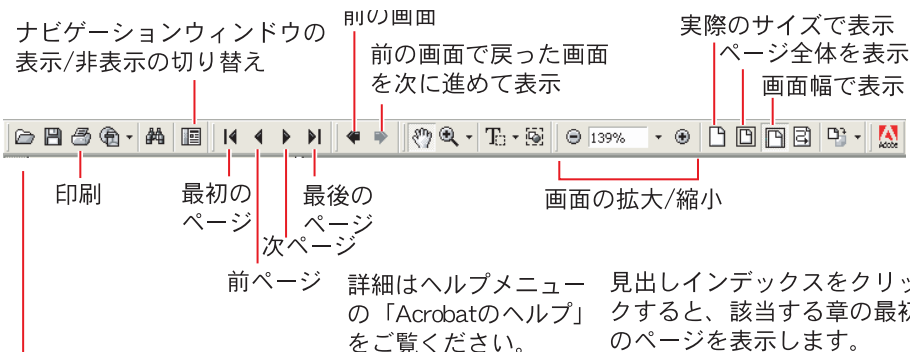 ナビゲーションウィンドウの
表示/非表示の切り替え
前の画面
前の画面で戻った画面
を次に進めて表示
実際のサイズで表示
ページ全体を表示
画面幅で表示
139%
Adobe
印刷
最初の
ページ
前ページ
次ページ
最後の
ページ
画面の拡大/縮小
詳細はヘルプメニュー
の「Acrobatのヘルプ」
をご覧ください。
見出しインデックスをクリッ
クすると、該当する章の最初
のページを表示します。